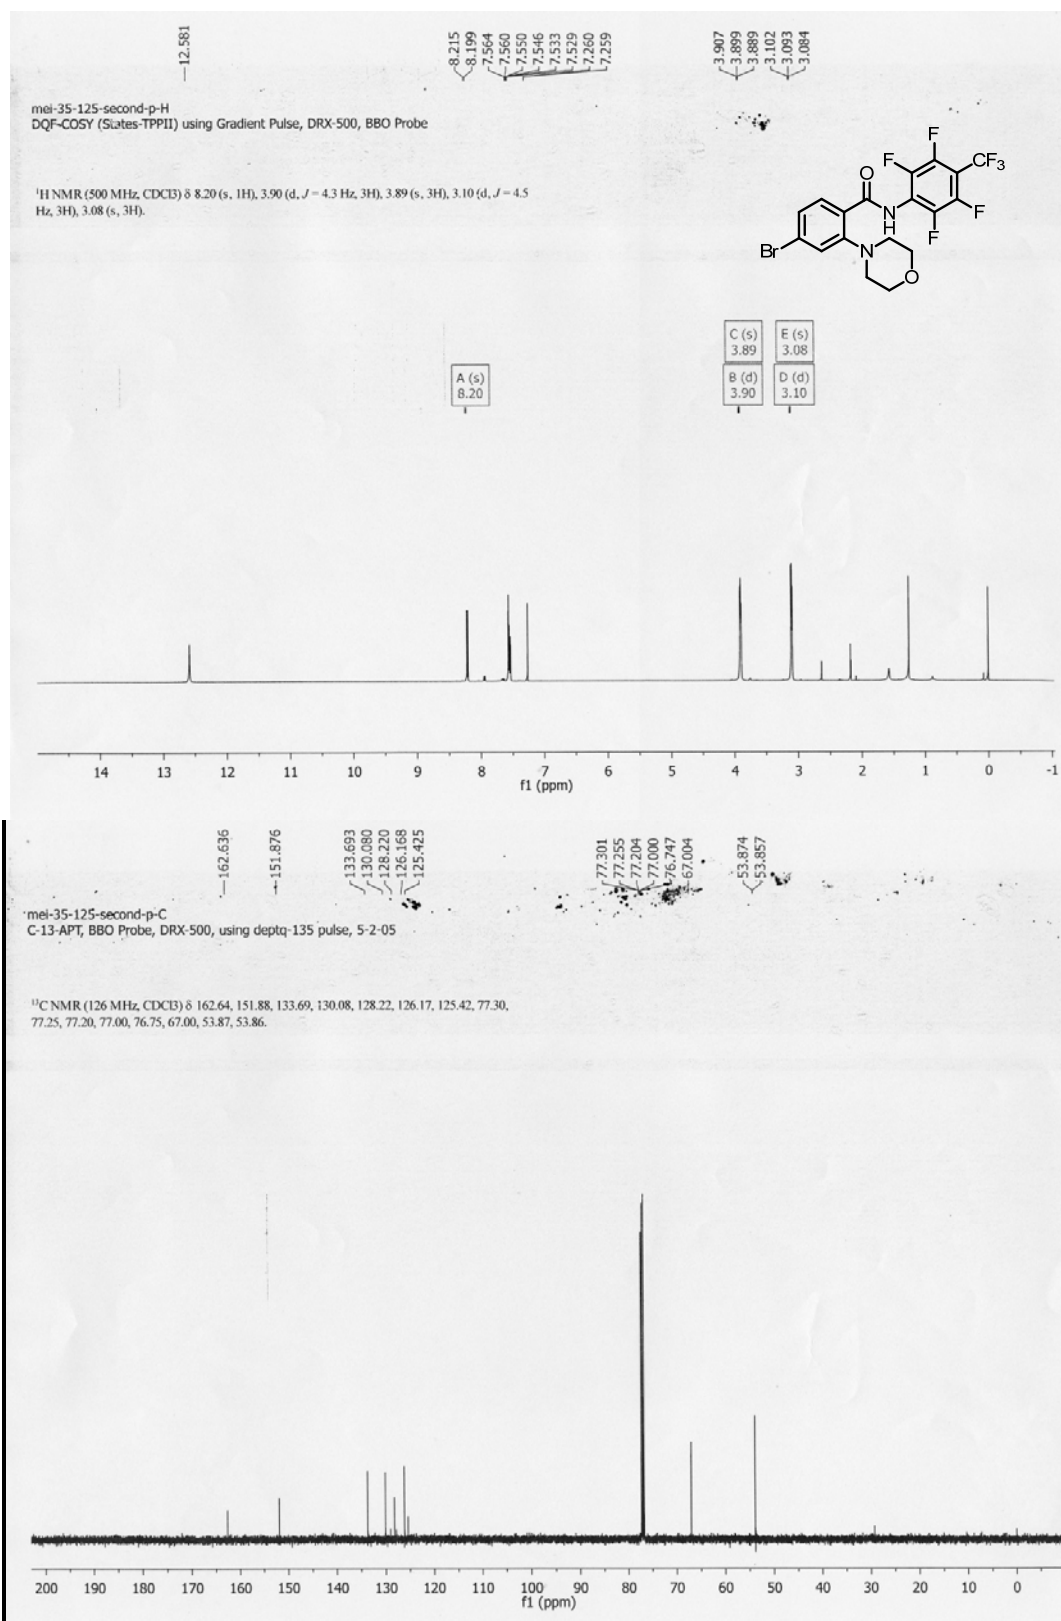 12.581
8.215
8.199
7.564
7.560
7.550
7.546
7.533
7.529
7.260
7.259
3.907
3.899
3.889
3.102
3.093
3.084
mei-35-125-second-p-H
DQF-COSY (States-TPPII) using Gradient Pulse, DRX-500, BBO Probe
¹H NMR (500 MHz, CDCl3) δ 8.20 (s, 1H), 3.90 (d, J = 4.3 Hz, 3H), 3.89 (s, 3H), 3.10 (d, J = 4.5
Hz, 3H), 3.08 (s, 3H).
F
F
CF₃
O
N
H
F
F
Br
N
O
C (s)
3.89
E (s)
3.08
A (s)
8.20
B (d)
3.90
D (d)
3.10
14 13 12 11 10 9 8 7 6 5 4 3 2 1 0 -1
f1 (ppm)
162.636
151.876
133.693
130.080
128.220
126.168
125.425
77.301
77.255
77.204
77.000
76.747
67.004
53.874
53.857
mei-35-125-second-p-C
C-13-APT, BBO Probe, DRX-500, using deptq-135 pulse, 5-2-05
¹³C NMR (126 MHz, CDCl3) δ 162.64, 151.88, 133.69, 130.08, 128.22, 126.17, 125.42, 77.30,
77.25, 77.20, 77.00, 76.75, 67.00, 53.87, 53.86.
200 190 180 170 160 150 140 130 120 110 100 90 80 70 60 50 40 30 20 10 0
f1 (ppm)